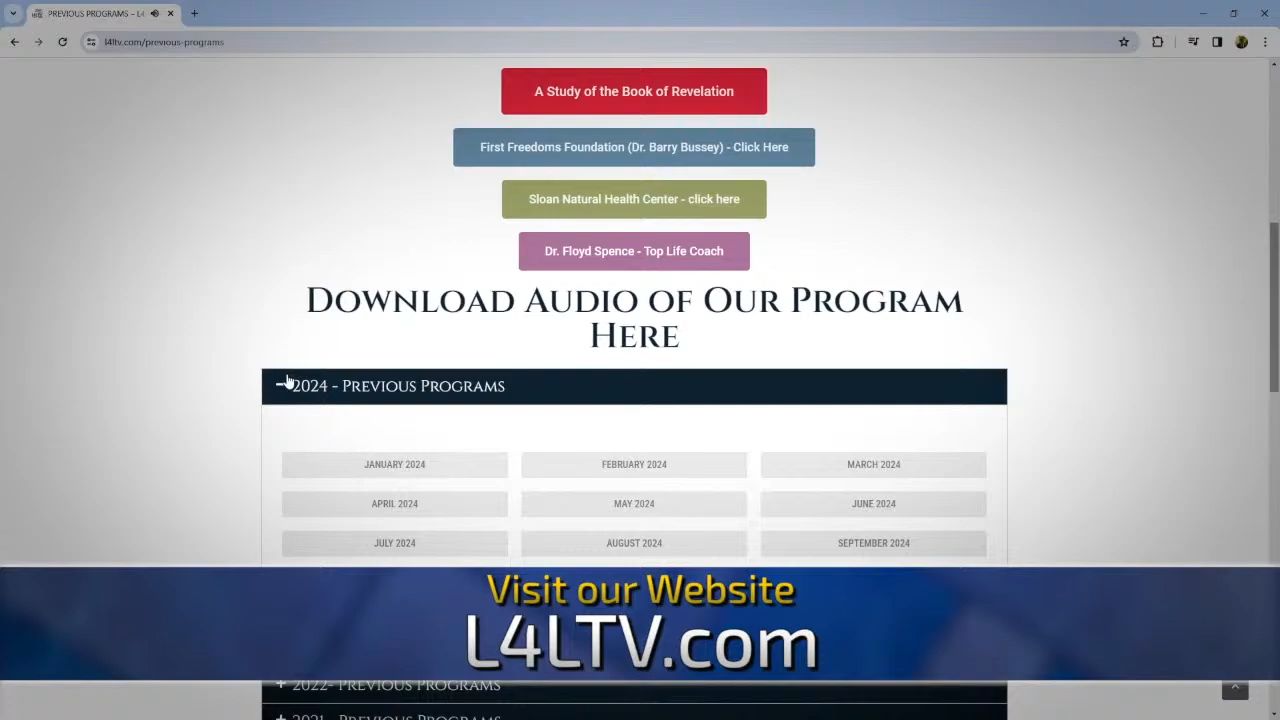 PREVIOUS PROGRAMS - L4
l4ltv.com/previous-programs
A Study of the Book of Revelation
First Freedoms Foundation (Dr. Barry Bussey) - Click Here
Sloan Natural Health Center - click here
Dr. Floyd Spence - Top Life Coach
Download Audio of Our Program
Here
2024 - Previous Programs
JANUARY 2024
FEBRUARY 2024
MARCH 2024
APRIL 2024
MAY 2024
JUNE 2024
JULY 2024
AUGUST 2024
SEPTEMBER 2024
Visit our Website
L4LTV.com
2022- Previous Programs
2021 - Previous Programs